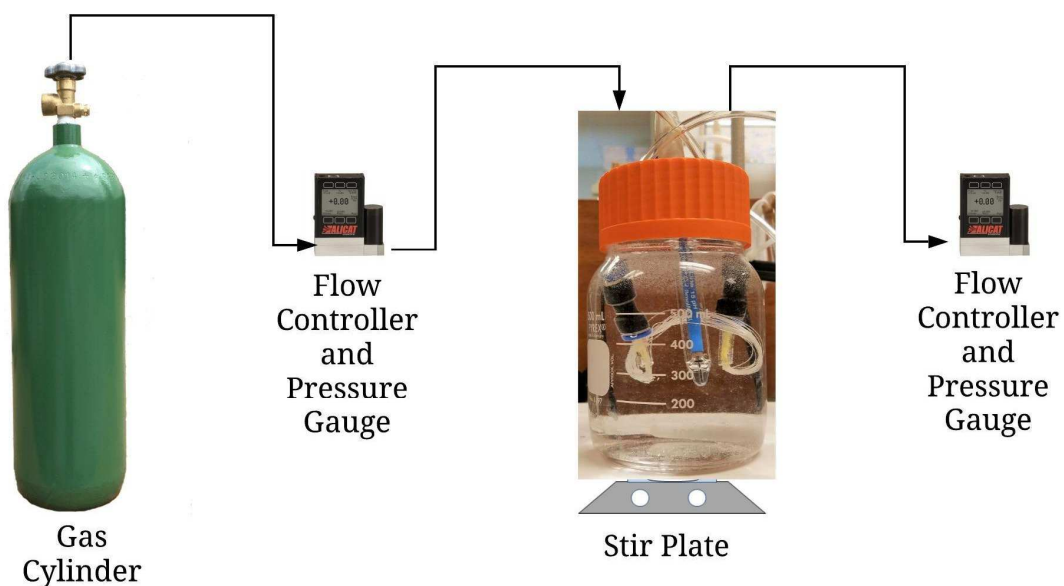 +0.00
ALICAT
+0.00
ALICAT
Flow
Controller
and
Pressure
Gauge
500 mL
400
300
200
Flow
Controller
and
Pressure
Gauge
Gas
Cylinder
Stir Plate